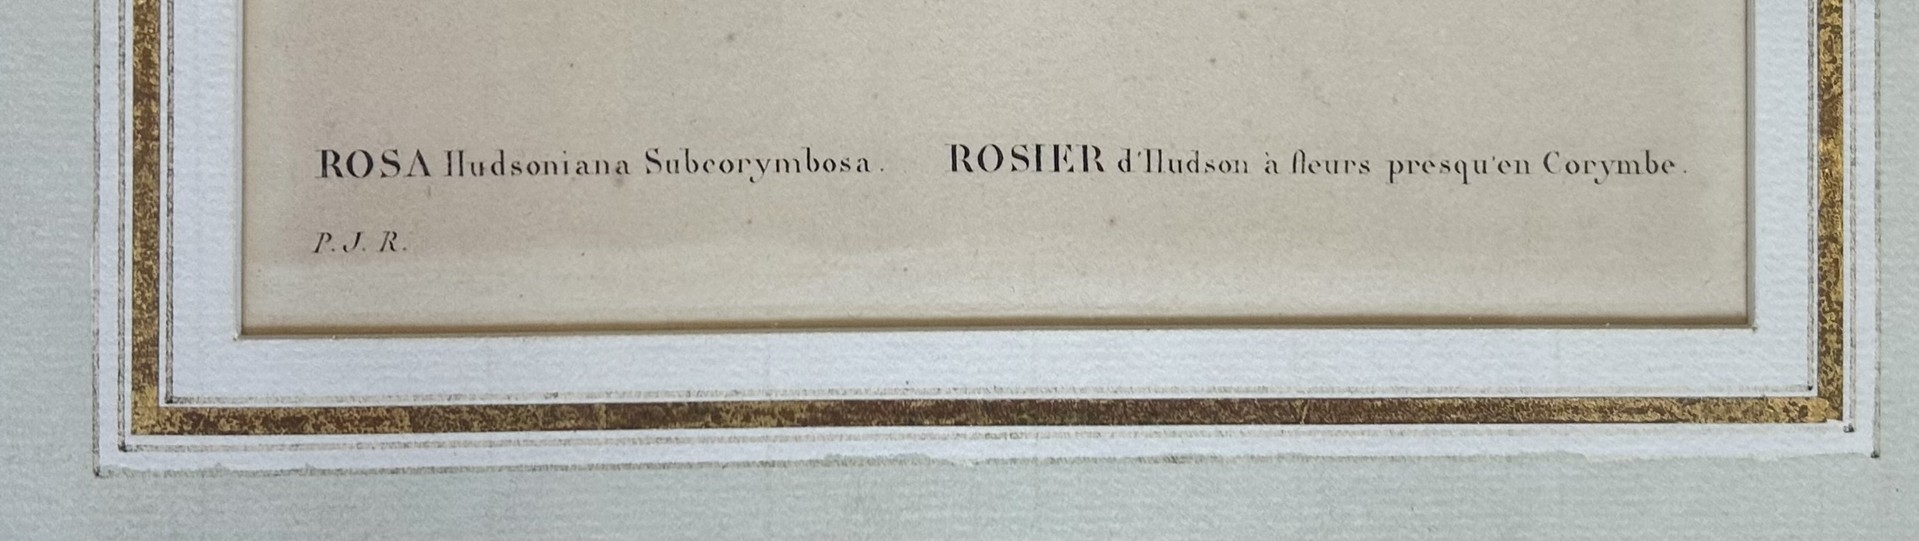 ROSA Hudsoniana Subcorymbosa. ROSIER d'Hudson à fleurs presqu'en Corymbe.
P. J. R.